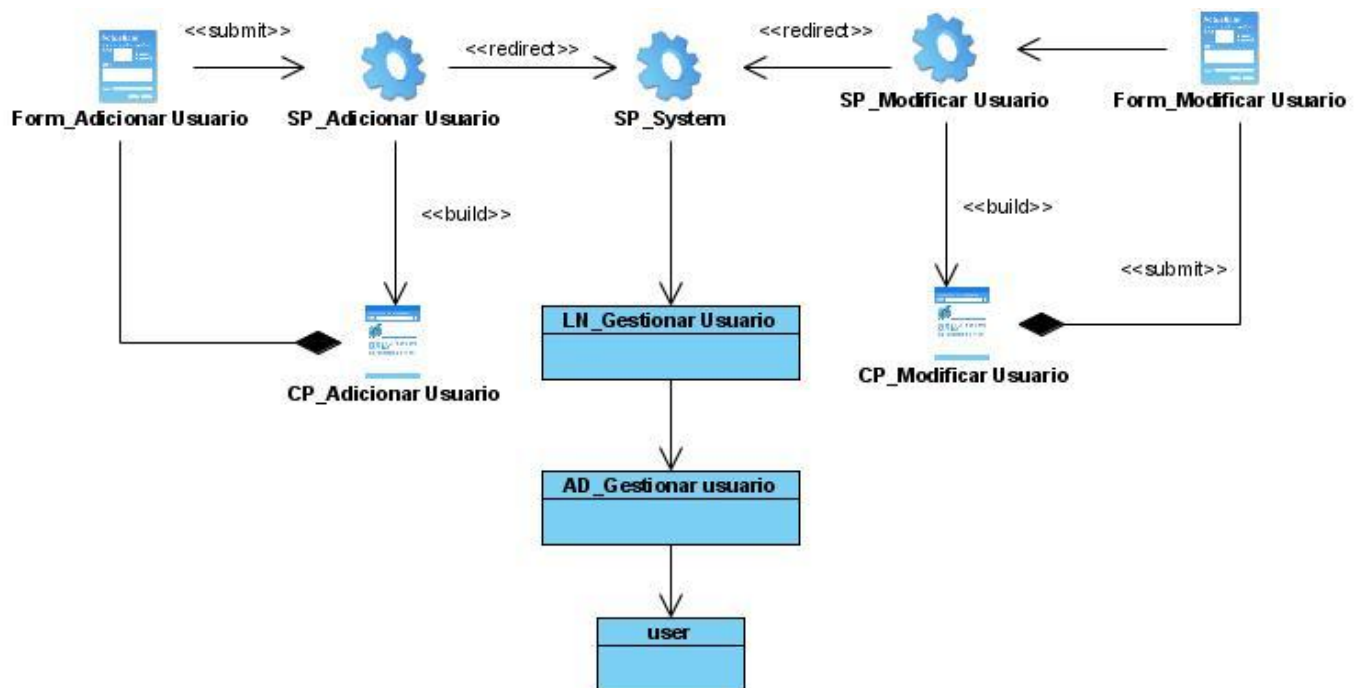 <<submit>>
<<redirect>>
<<redirect>>
Form_Adicionar Usuario
SP_Adicionar Usuario
SP_System
SP_Modificar Usuario
Form_Modificar Usuario
<<build>>
<<build>>
<<submit>>
LN_Gestionar Usuario
CP_Adicionar Usuario
CP_Modificar Usuario
AD_Gestionar usuario
user